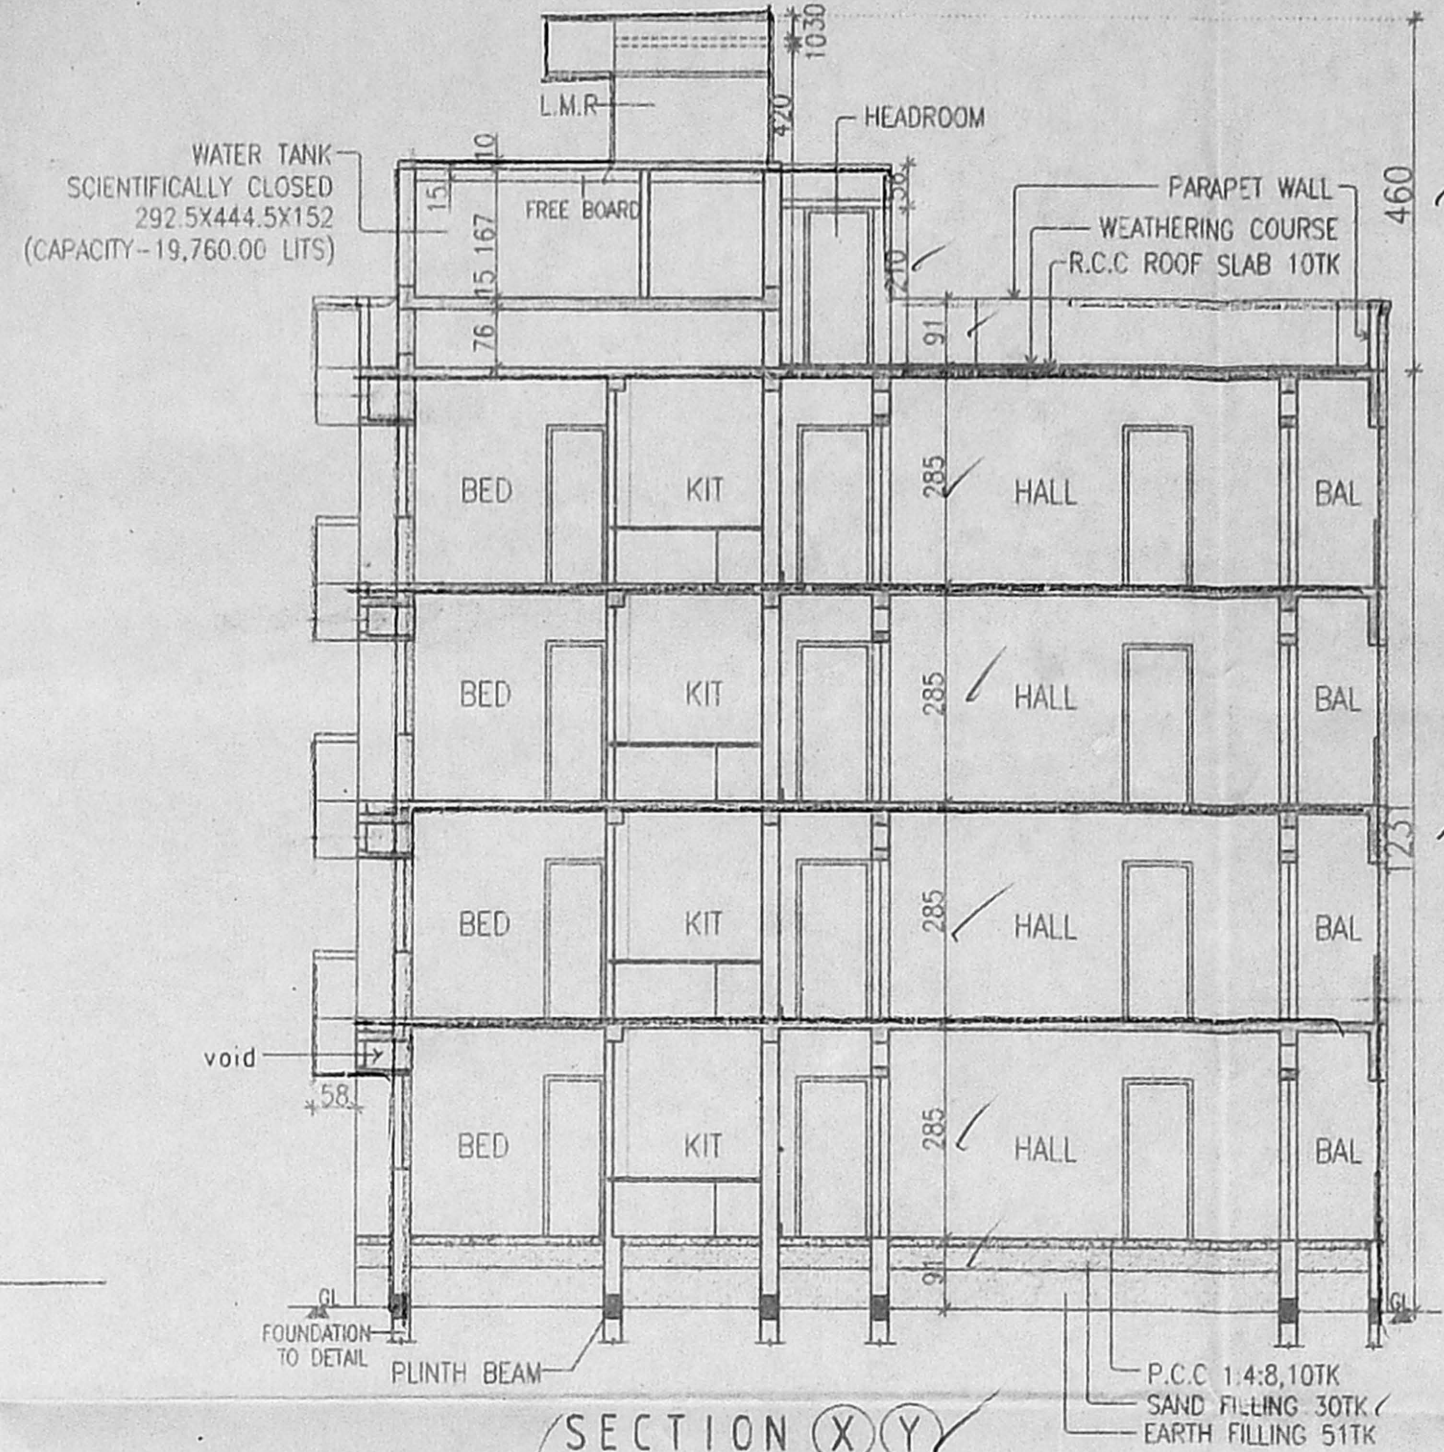 1030
L.M.R
420
HEADROOM
WATER TANK
SCIENTIFICALLY CLOSED
292.5X444.5X152
(CAPACITY-19,760.00 LITS)
10
15
FREE BOARD
167
15
76
210
PARAPET WALL
WEATHERING COURSE
R.C.C ROOF SLAB 10TK
460
91
BED KIT 285 HALL BAL
BED KIT 285 HALL BAL
BED KIT 285 HALL BAL
void
58
BED KIT 285 HALL BAL
91
GL
GL
FOUNDATION
TO DETAIL
PLINTH BEAM
P.C.C 1:4:8,10TK
SAND FILLING 30TK
EARTH FILLING 51TK
SECTION X Y